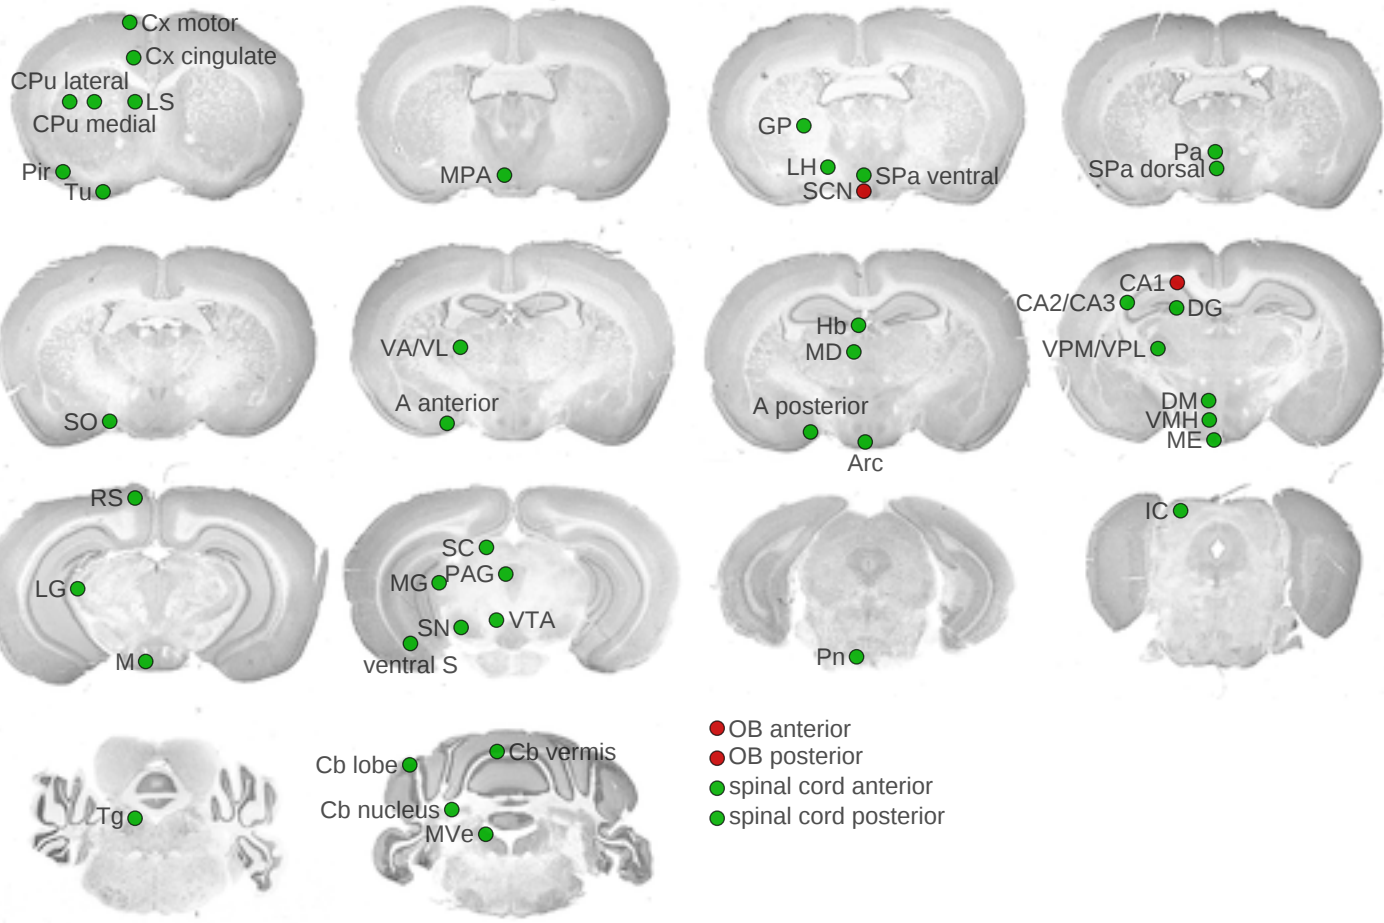 Cx motor
Cx cingulate
CPu lateral
LS
CPu medial
Pir
Tu
MPA
GP
LH
SPa ventral
SCN
Pa
SPa dorsal
SO
VA/VL
A anterior
Hb
MD
A posterior
Arc
CA1
CA2/CA3
DG
VPM/VPL
DM
VMH
ME
RS
LG
M
SC
MG
PAG
SN
VTA
ventral S
Pn
IC
Tg
Cb lobe
Cb vermis
Cb nucleus
MVe
OB anterior
OB posterior
spinal cord anterior
spinal cord posterior